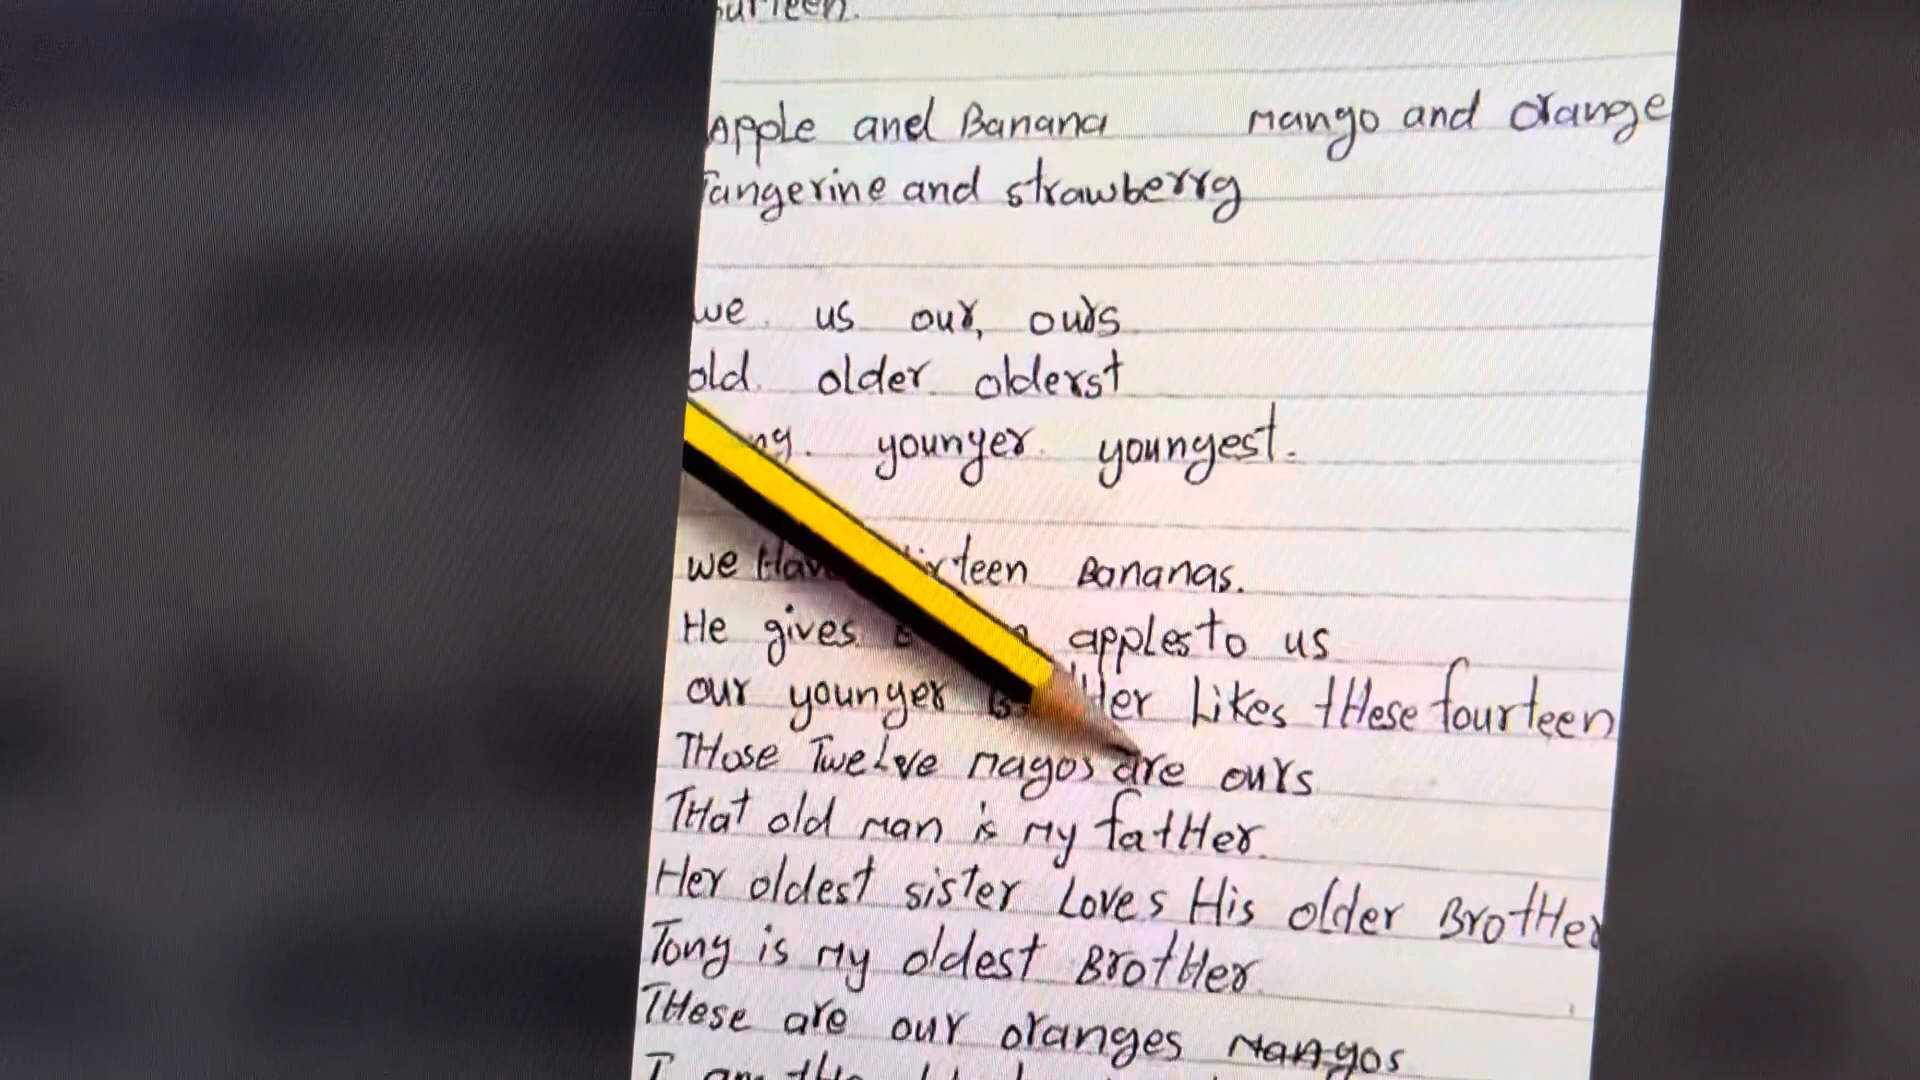 Apple and Banana mango and orange
Tangerine and strawberry
we us our, ours
old. older olderst
younger. youngest.
we Have teen Bananas.
He gives apples to us
our younger likes tHese fourteen
THose Twelve magos are ours
THat old man is my fatHer.
Her oldest sister Loves His older BrotHer
Tony is my oldest BrotHer.
THese are our oranges mangos